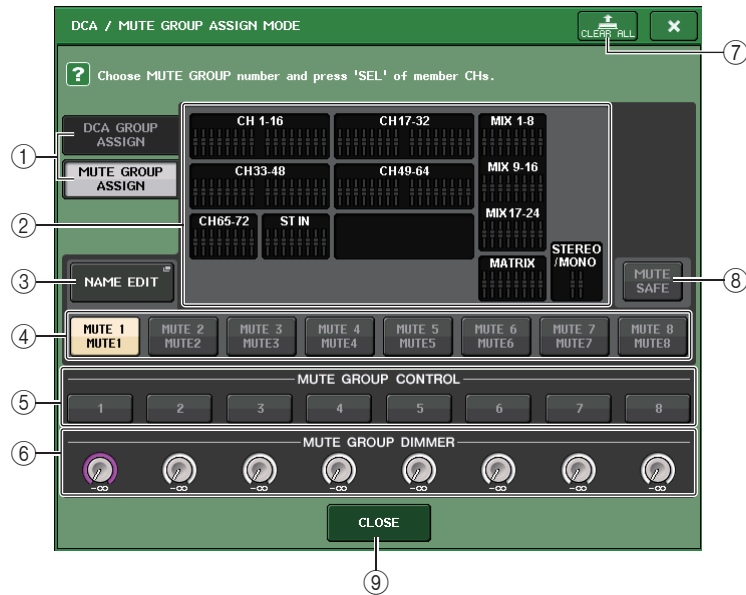 DCA / MUTE GROUP ASSIGN MODE
CLEAR ALL
×
⑦
? Choose MUTE GROUP number and press 'SEL' of member CHs.
①
DCA GROUP
ASSIGN
MUTE GROUP
ASSIGN
②
CH 1-16
CH17-32
MIX 1-8
CH33-48
CH49-64
MIX 9-16
CH65-72
ST IN
MIX17-24
MATRIX
STEREO
/MONO
③
NAME EDIT
MUTE
SAFE
⑧
④
MUTE 1
MUTE1
MUTE 2
MUTE2
MUTE 3
MUTE3
MUTE 4
MUTE4
MUTE 5
MUTE5
MUTE 6
MUTE6
MUTE 7
MUTE7
MUTE 8
MUTE8
⑤
MUTE GROUP CONTROL
1 2 3 4 5 6 7 8
⑥
MUTE GROUP DIMMER
-∞ -∞ -∞ -∞ -∞ -∞ -∞ -∞
CLOSE
⑨